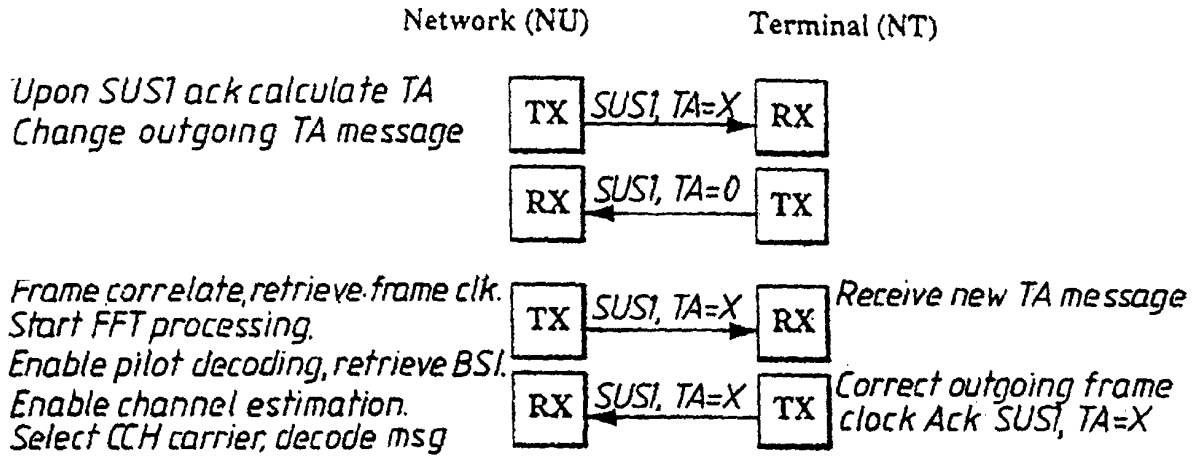 Network (NU) Terminal (NT)
Upon SUS1 ack calculate TA
Change outgoing TA message
TX SUS1, TA=X RX
RX SUS1, TA=0 TX
Frame correlate, retrieve frame clk.
Start FFT processing.
Enable pilot decoding, retrieve BSI.
Enable channel estimation.
Select CCH carrier, decode msg
TX SUS1, TA=X RX
Receive new TA message
RX SUS1, TA=X TX
Correct outgoing frame
clock Ack SUS1, TA=X